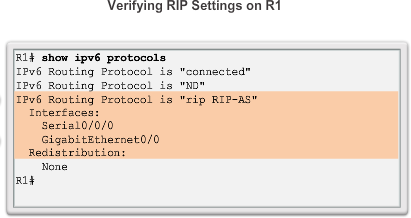 Verifying RIP Settings on R1
R1# show ipv6 protocols
IPv6 Routing Protocol is "connected"
IPv6 Routing Protocol is "ND"
IPv6 Routing Protocol is "rip RIP-AS"
Interfaces:
Serial0/0/0
GigabitEthernet0/0
Redistribution:
None
R1#